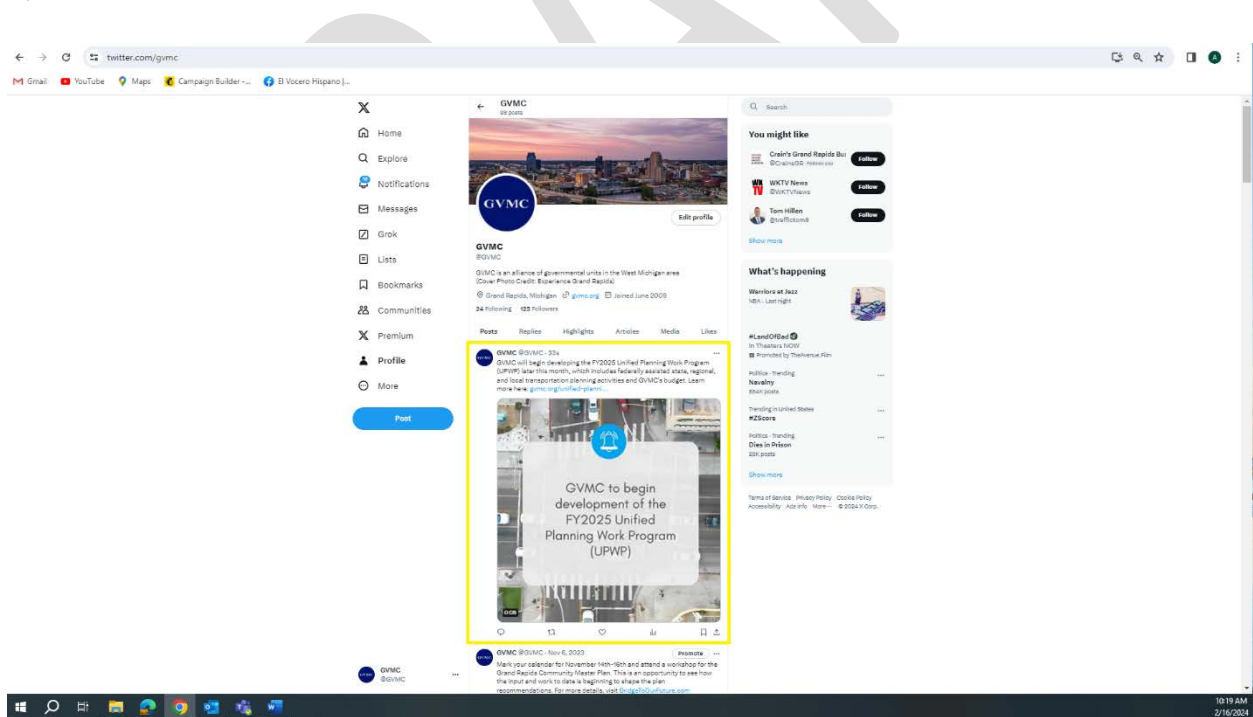 twitter.com/gvmc
Gmail YouTube Maps Campaign Builder -... El Vocero Hispano |...
GVMC
Search
Home
Explore
Notifications
Messages
Grok
Lists
Bookmarks
Communities
Premium
Profile
More
Post
GVMC
@GVMC
GVMC
Edit profile
GVMC
@GVMC
GVMC is an alliance of governmental units in the West Michigan area
(Cover Photo Credit: Experience Grand Rapids)
Grand Rapids, Michigan gvmc.org Joined June 2009
24 Following 125 Followers
Posts Replies Highlights Articles Media Likes
GVMC @GVMC · 33s
GVMC will begin developing the FY2025 Unified Planning Work Program
(UPWP) later this month, which includes federally assisted state, regional,
and local transportation planning activities and GVMC's budget. Learn
more here: gvmc.org/unified-planni...
GVMC to begin
development of the
FY2025 Unified
Planning Work Program
(UPWP)
0:05
GVMC @GVMC · Nov 6, 2023 Promote
Mark your calendar for November 14th-16th and attend a workshop for the
Grand Rapids Community Master Plan. This is an opportunity to see how
the input and work to date is beginning to shape the plan
recommendations. For more details, visit BridgeToOurFuture.com
You might like
Crain's Grand Rapids Bu
@CrainsGR Follows you
Follow
WKTV News
@WKTVNews
Follow
Tom Hillen
@traffictom8
Follow
Show more
What's happening
Warriors at Jazz
NBA · Last night
#LandOfBad
In Theaters NOW
Promoted by TheAvenue.Film
Politics · Trending
Navalny
posts
Trending in United States
#ZScore
Politics · Trending
Dies in Prison
posts
Show more
Terms of Service Privacy Policy Cookie Policy
Accessibility Ads info More © 2024 X Corp.
10:19 AM
2/16/2024